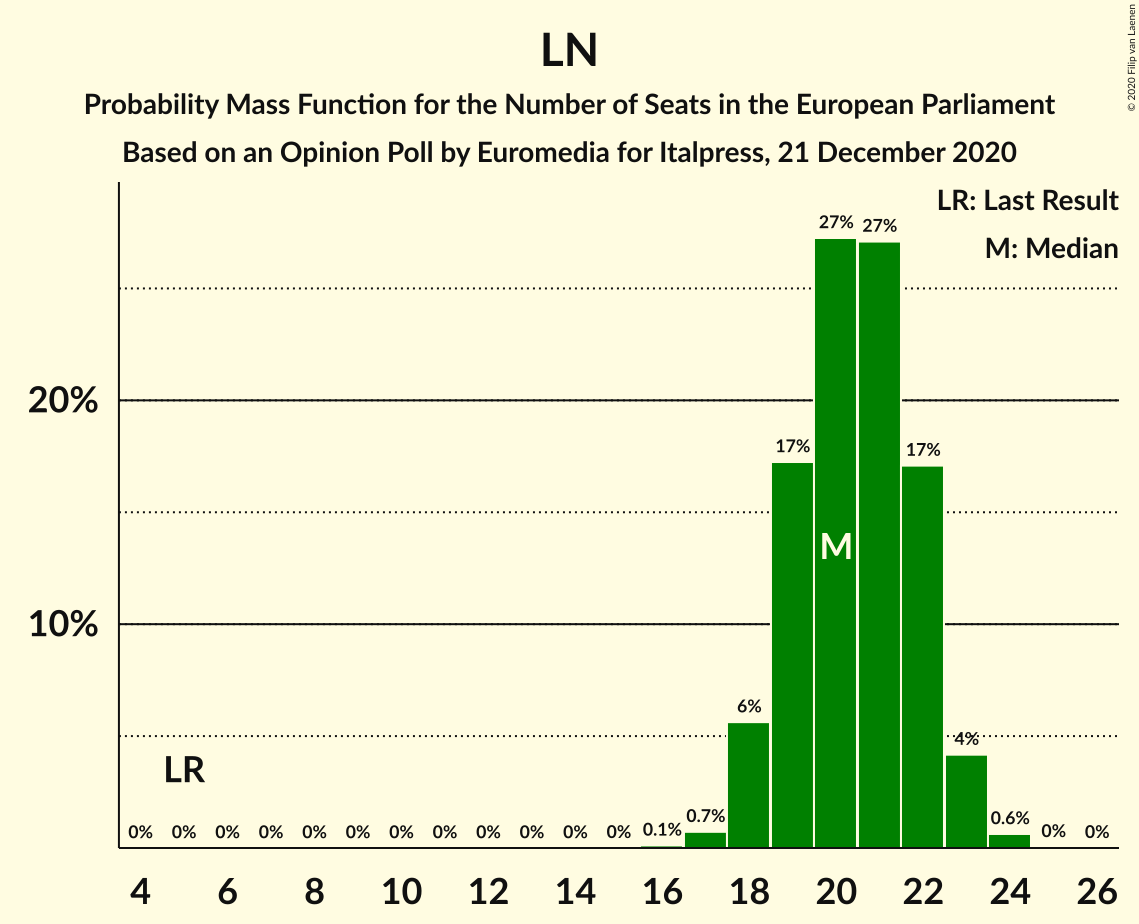 LN
Probability Mass Function for the Number of Seats in the European Parliament
Based on an Opinion Poll by Euromedia for Italpress, 21 December 2020
© 2020 Filip van Laenen
LR: Last Result
M: Median
27% 27%
20%
17% 17%
M
10%
6%
4%
LR
0% 0% 0% 0% 0% 0% 0% 0% 0% 0% 0% 0% 0.1% 0.7% 0.6% 0% 0%
4 6 8 10 12 14 16 18 20 22 24 26